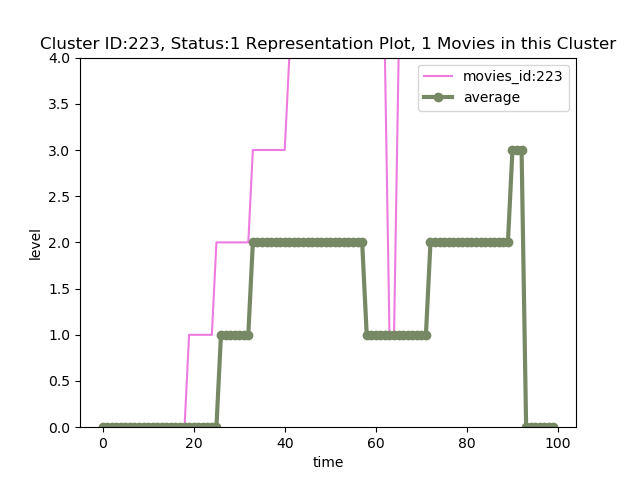 Cluster ID:223, Status:1 Representation Plot, 1 Movies in this Cluster
movies_id:223
average
4.0
3.5
3.0
2.5
2.0
1.5
1.0
0.5
0.0
level
0 20 40 60 80 100
time